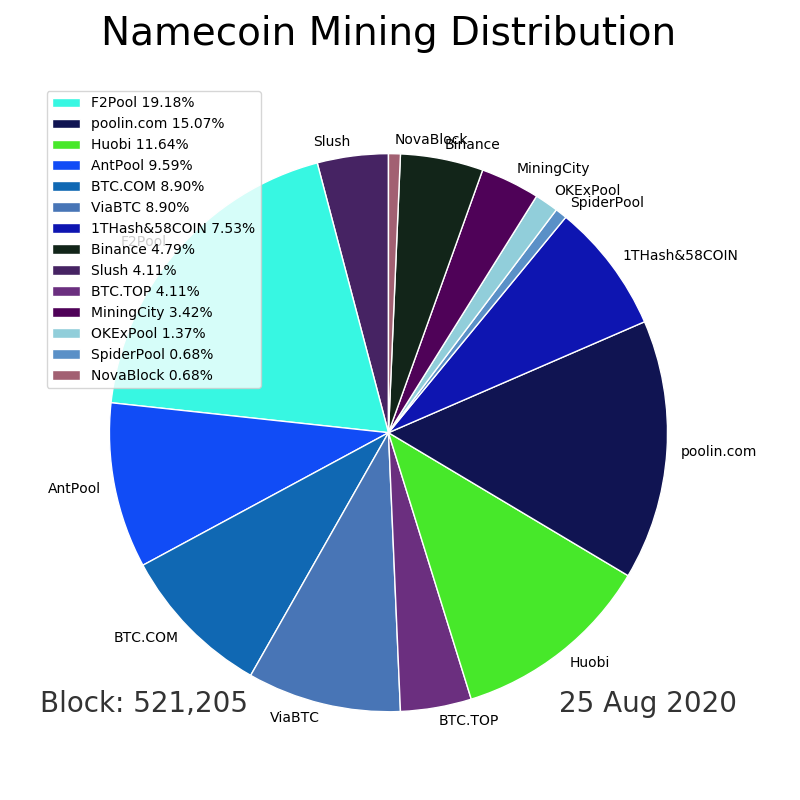 Namecoin Mining Distribution
F2Pool 19.18%
poolin.com 15.07%
Huobi 11.64%
AntPool 9.59%
BTC.COM 8.90%
ViaBTC 8.90%
1THash&58COIN 7.53%
Binance 4.79%
Slush 4.11%
BTC.TOP 4.11%
MiningCity 3.42%
OKExPool 1.37%
SpiderPool 0.68%
NovaBlock 0.68%
Slush
NovaBlock
Binance
MiningCity
OKExPool
SpiderPool
F2Pool
1THash&58COIN
poolin.com
AntPool
BTC.COM
Huobi
ViaBTC
BTC.TOP
Block: 521,205
25 Aug 2020